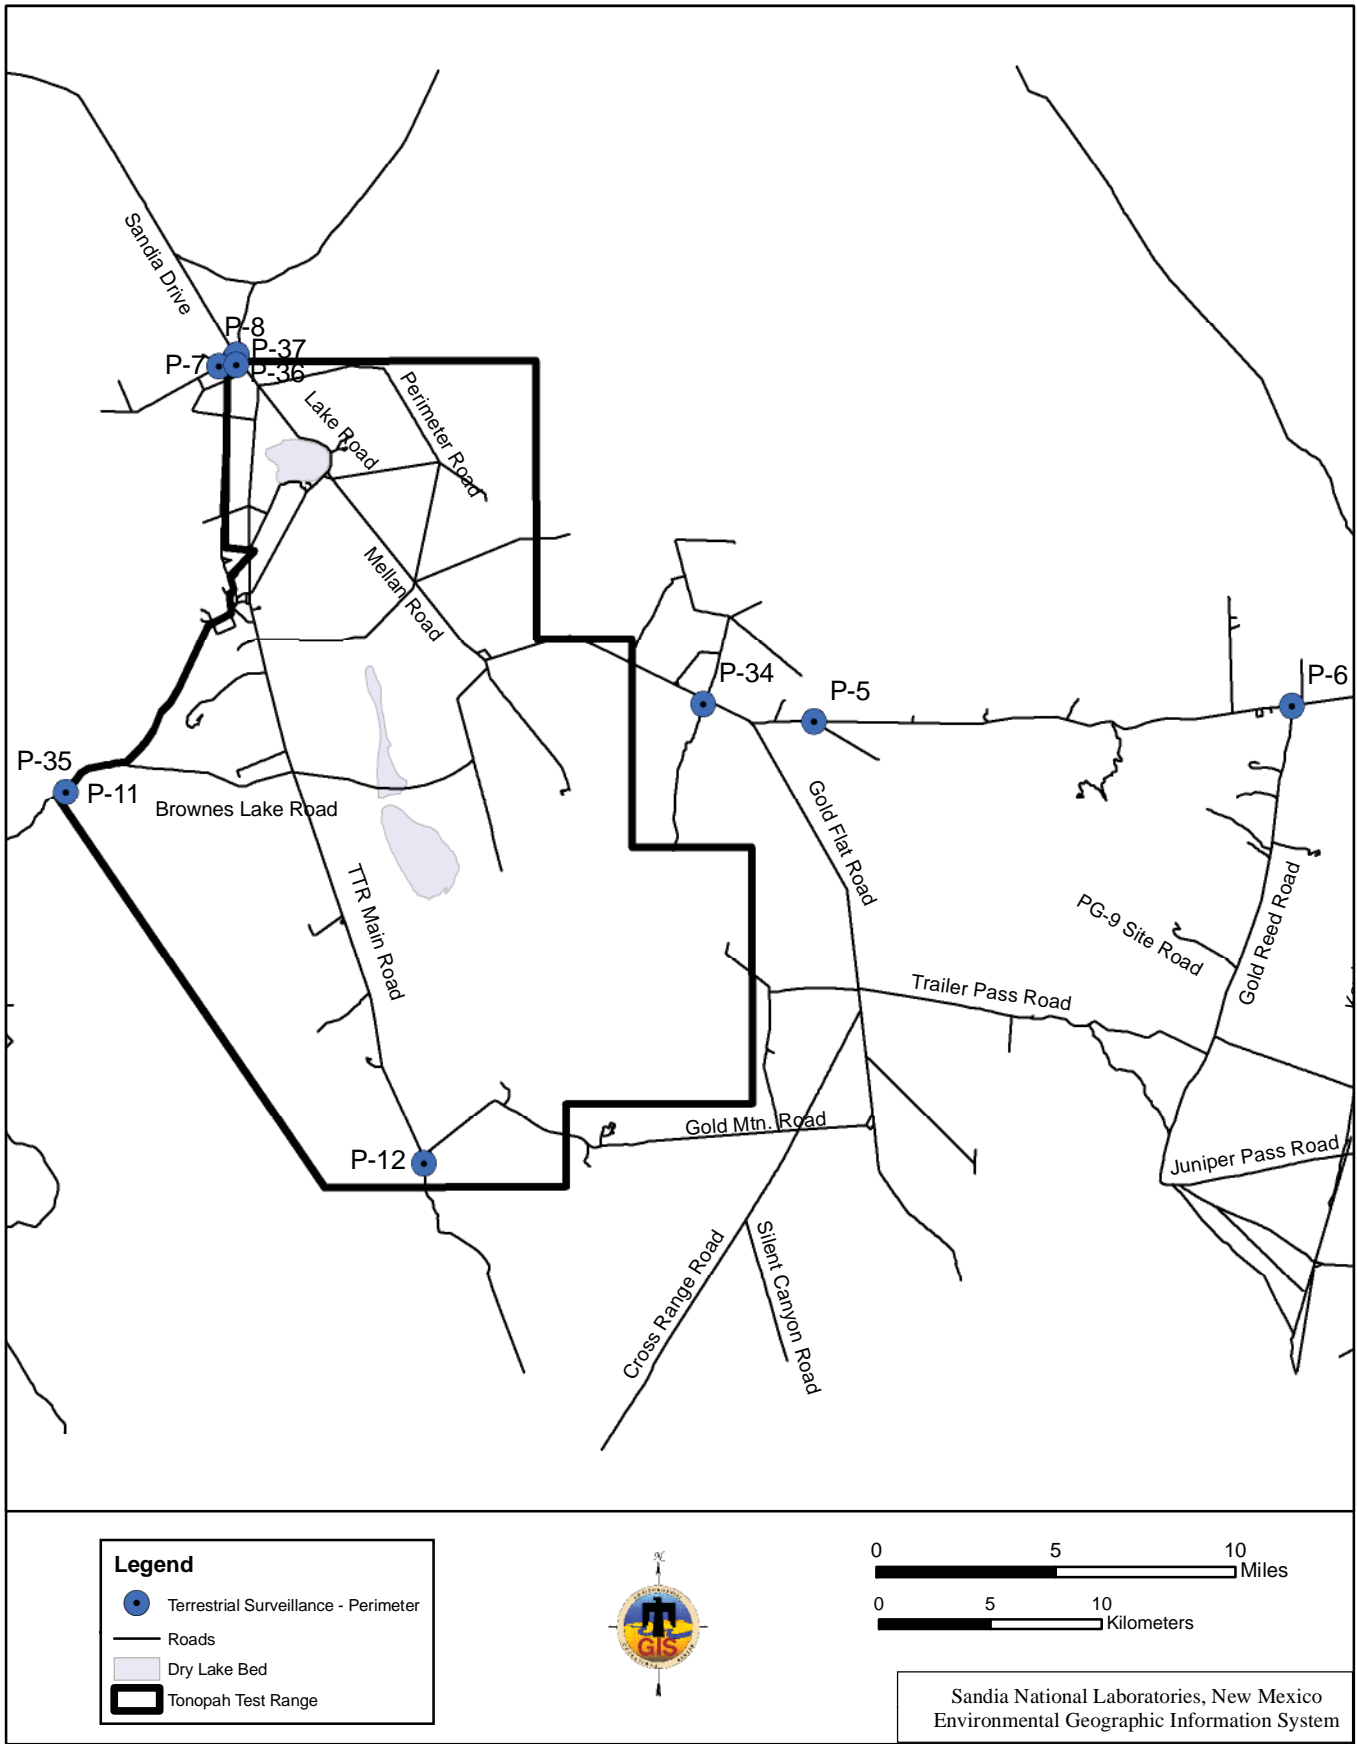 Sandia Drive
P-8
P-37
P-7
P-36
Lake Road
Perimeter Road
Mellan Road
P-34
P-5
P-6
P-35
P-11
Brownes Lake Road
Gold Flat Road
TTR Main Road
PG-9 Site Road
Gold Reed Road
Trailer Pass Road
Gold Mtn. Road
P-12
Juniper Pass Road
Cross Range Road
Silent Canyon Road
Legend
Terrestrial Surveillance - Perimeter
Roads
Dry Lake Bed
Tonopah Test Range
N
GIS
0 5 10
Miles
0 5 10
Kilometers
Sandia National Laboratories, New Mexico
Environmental Geographic Information System